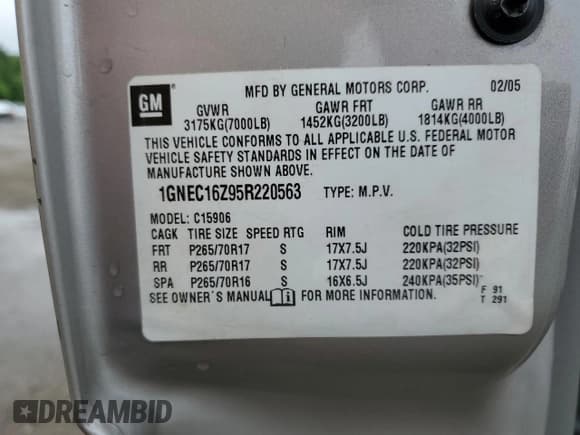 GM
MFD BY GENERAL MOTORS CORP. 02/05
GVWR GAWR FRT GAWR RR
3175KG(7000LB) 1452KG(3200LB) 1814KG(4000LB)
THIS VEHICLE CONFORMS TO ALL APPLICABLE U.S. FEDERAL MOTOR
VEHICLE SAFETY STANDARDS IN EFFECT ON THE DATE OF
MANUFACTURE SHOWN ABOVE.
1GNEC16Z95R220563 TYPE: M.P.V.
MODEL: C15906
CAGK TIRE SIZE SPEED RTG RIM COLD TIRE PRESSURE
FRT P265/70R17 S 17X7.5J 220KPA(32PSI)
RR P265/70R17 S 17X7.5J 220KPA(32PSI)
SPA P265/70R16 S 16X6.5J 240KPA(35PSI)
SEE OWNER'S MANUAL FOR MORE INFORMATION.
F 91
T 291
DREAMBID